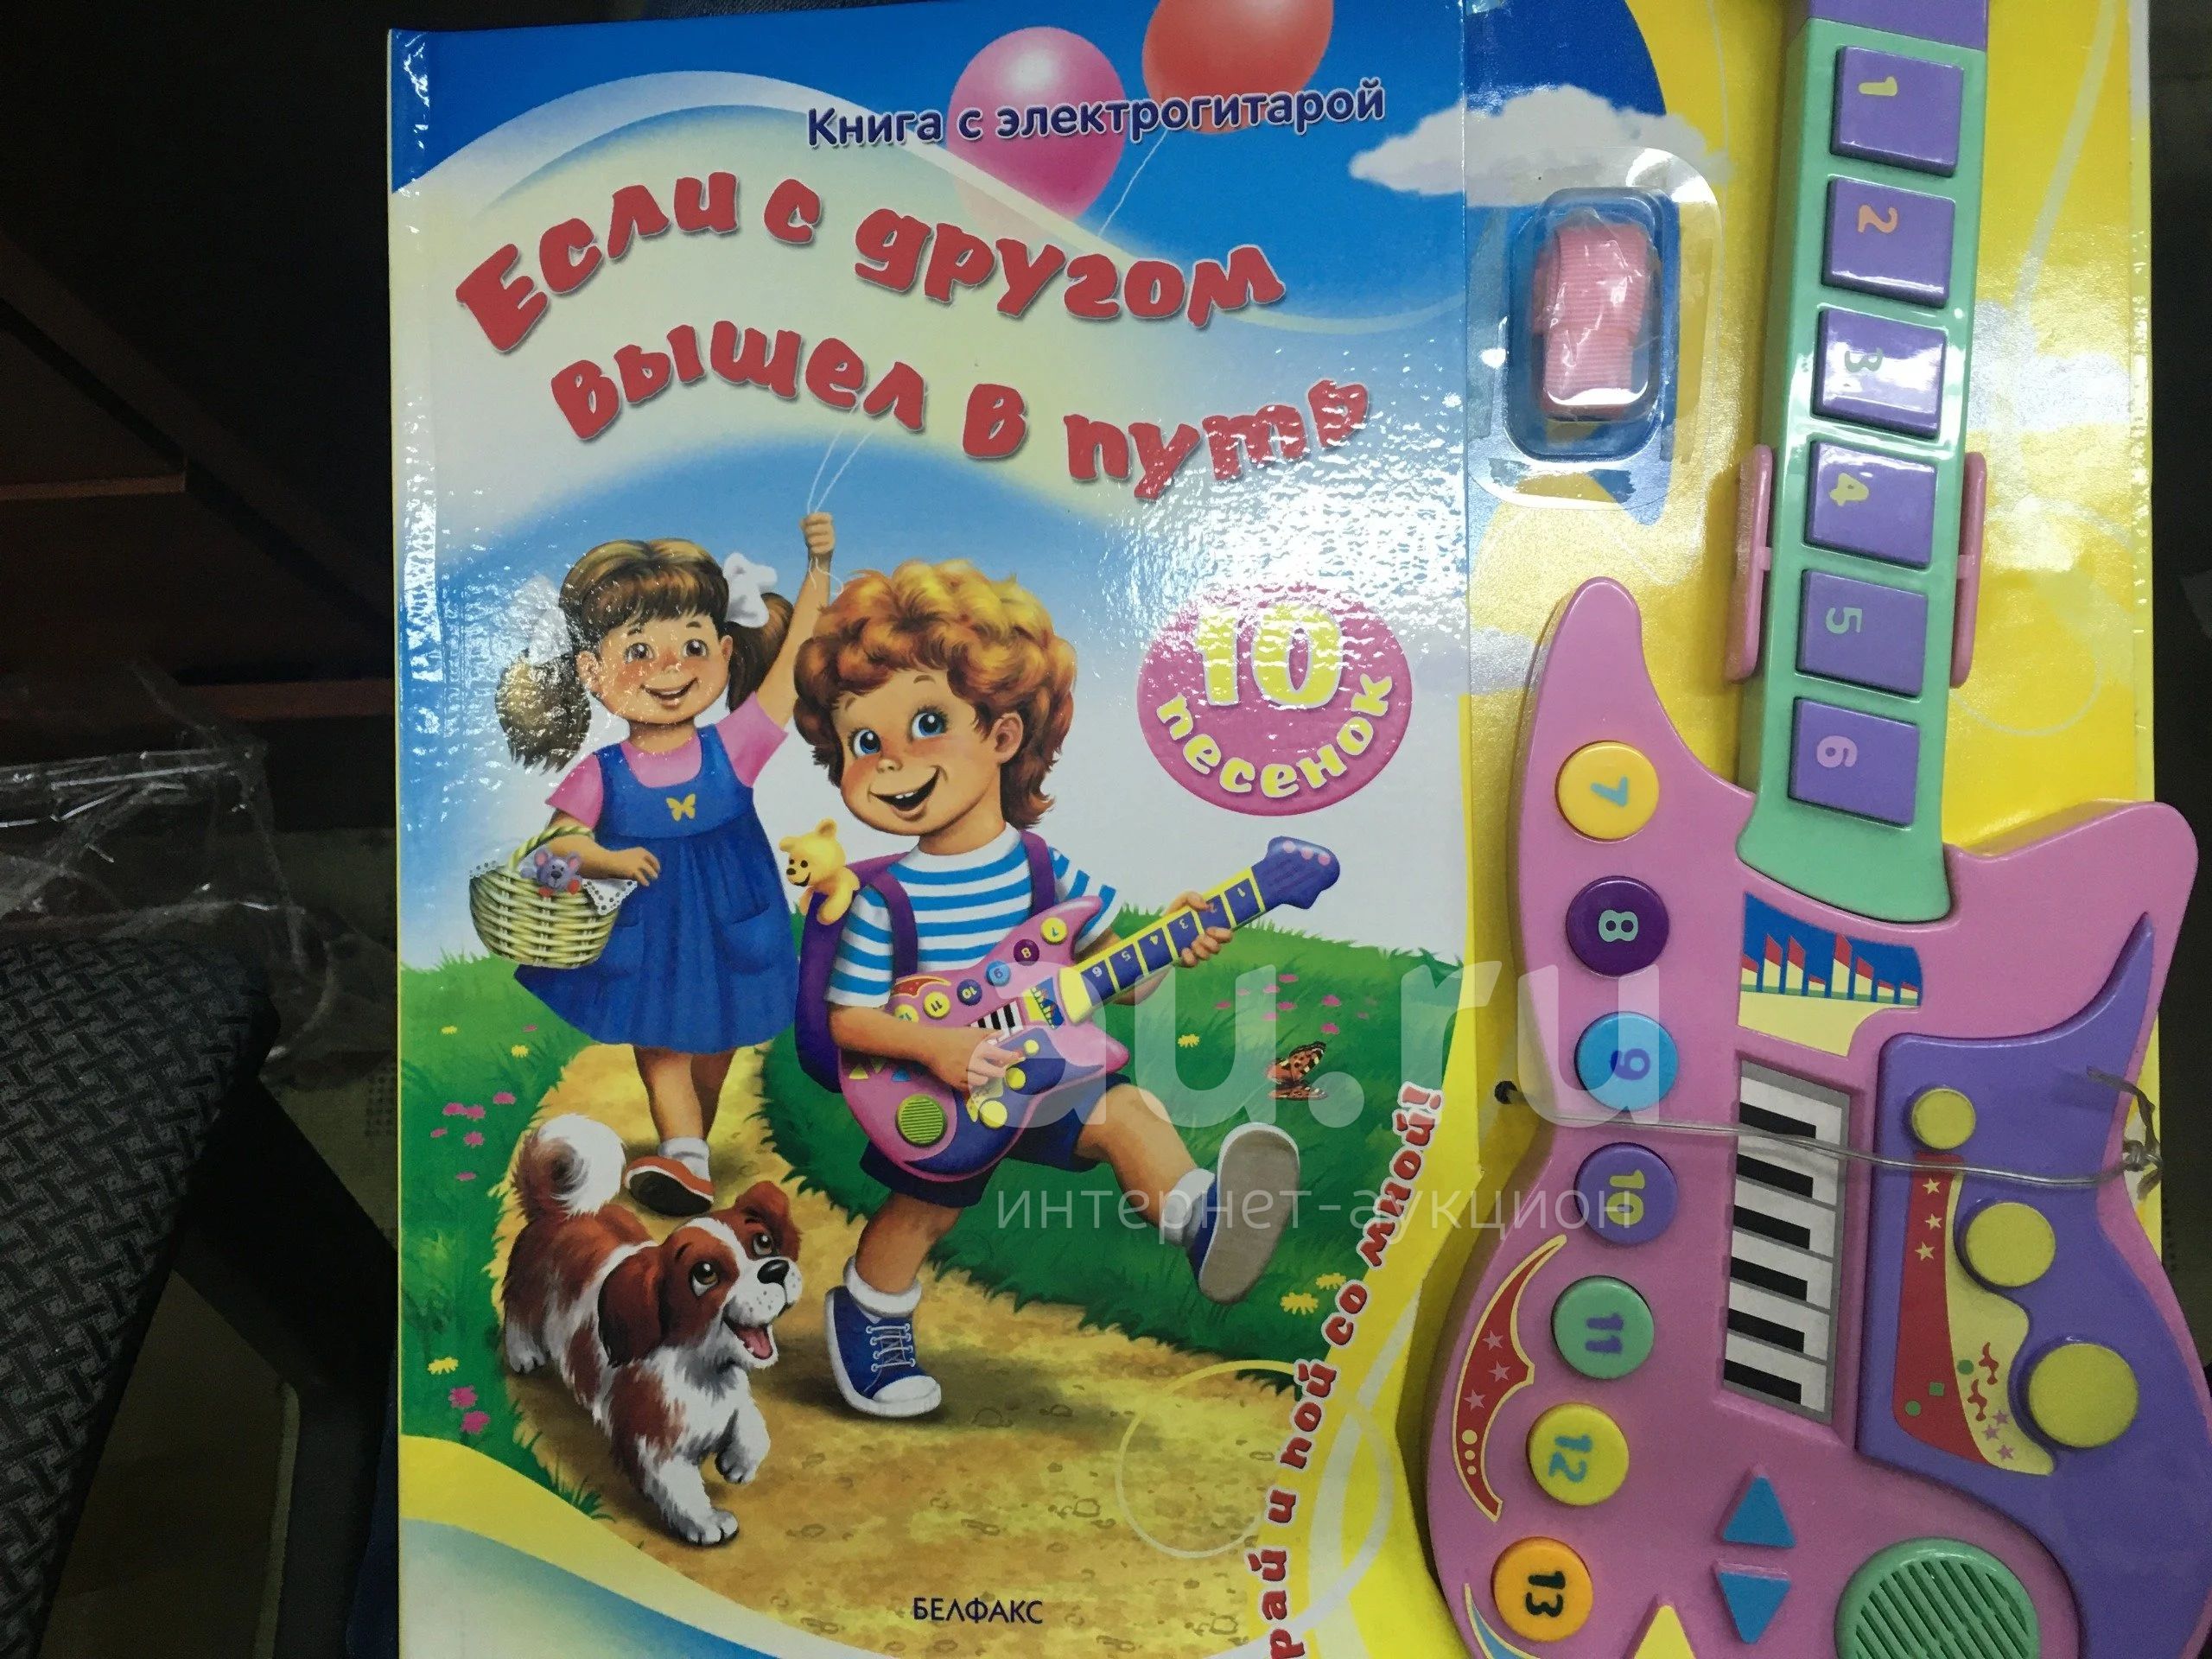 Книга с электрогитарой
Если с другом
вышел в путь
10
песенок
и пой со мной!
БЕЛФАКС
1
2
3
4
5
6
7
8
9
10
11
12
13
au.ru
интернет-аукцион